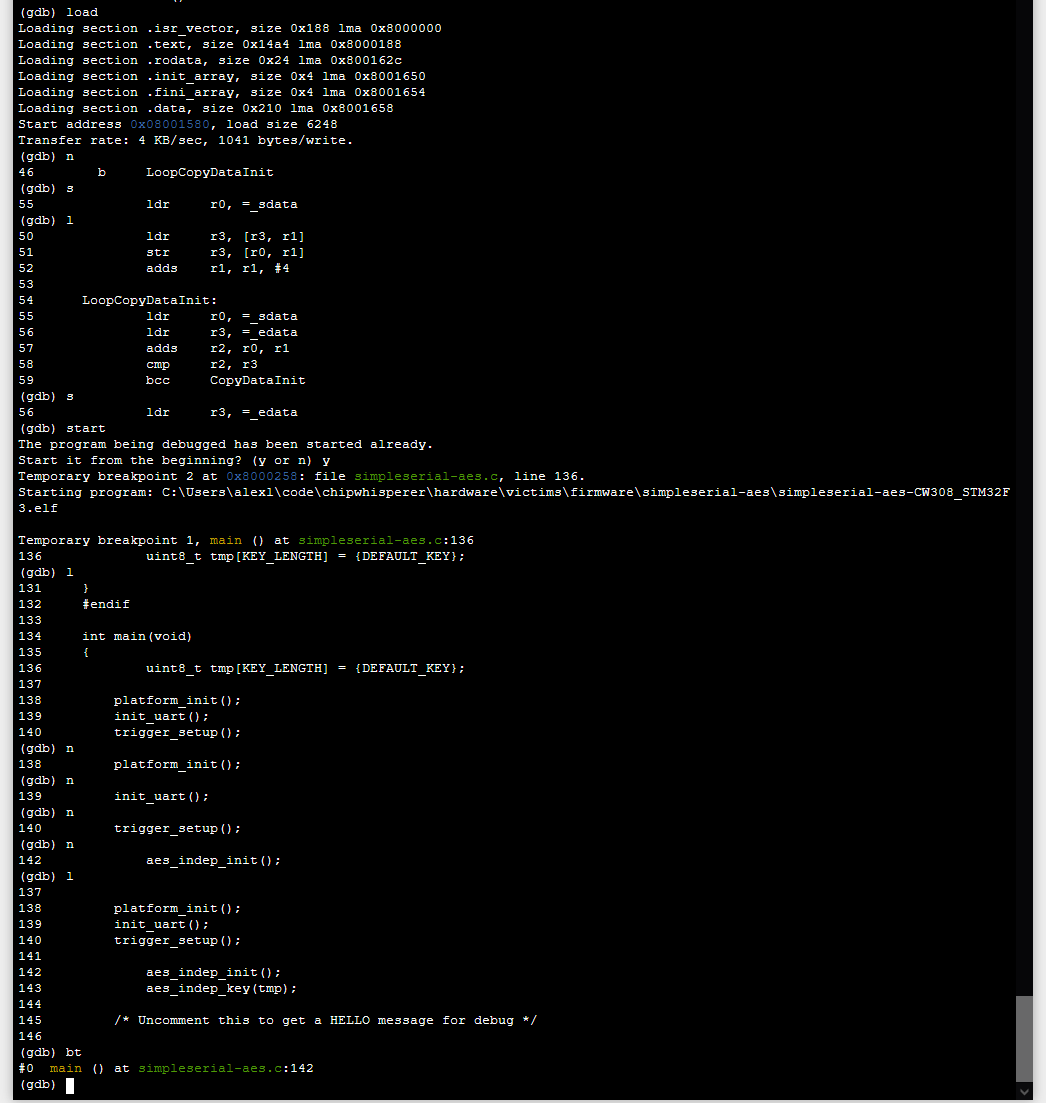 (gdb) load
Loading section .isr_vector, size 0x188 lma 0x8000000
Loading section .text, size 0x14a4 lma 0x8000188
Loading section .rodata, size 0x24 lma 0x800162c
Loading section .init_array, size 0x4 lma 0x8001650
Loading section .fini_array, size 0x4 lma 0x8001654
Loading section .data, size 0x210 lma 0x8001658
Start address 0x08001580, load size 6248
Transfer rate: 4 KB/sec, 1041 bytes/write.
(gdb) n
46        b     LoopCopyDataInit
(gdb) s
55              ldr     r0, =_sdata
(gdb) l
50              ldr     r3, [r3, r1]
51              str     r3, [r0, r1]
52              adds    r1, r1, #4
53
54      LoopCopyDataInit:
55              ldr     r0, =_sdata
56              ldr     r3, =_edata
57              adds    r2, r0, r1
58              cmp     r2, r3
59              bcc     CopyDataInit
(gdb) s
56              ldr     r3, =_edata
(gdb) start
The program being debugged has been started already.
Start it from the beginning? (y or n) y
Temporary breakpoint 2 at 0x8000258: file simpleserial-aes.c, line 136.
Starting program: C:\Users\alexl\code\chipwhisperer\hardware\victims\firmware\simpleserial-aes\simpleserial-aes-CW308_STM32F
3.elf
Temporary breakpoint 1, main () at simpleserial-aes.c:136
136             uint8_t tmp[KEY_LENGTH] = {DEFAULT_KEY};
(gdb) l
131     }
132     #endif
133
134     int main(void)
135     {
136             uint8_t tmp[KEY_LENGTH] = {DEFAULT_KEY};
137
138         platform_init();
139         init_uart();
140         trigger_setup();
(gdb) n
138         platform_init();
(gdb) n
139         init_uart();
(gdb) n
140         trigger_setup();
(gdb) n
142             aes_indep_init();
(gdb) l
137
138         platform_init();
139         init_uart();
140         trigger_setup();
141
142             aes_indep_init();
143             aes_indep_key(tmp);
144
145         /* Uncomment this to get a HELLO message for debug */
146
(gdb) bt
#0  main () at simpleserial-aes.c:142
(gdb)